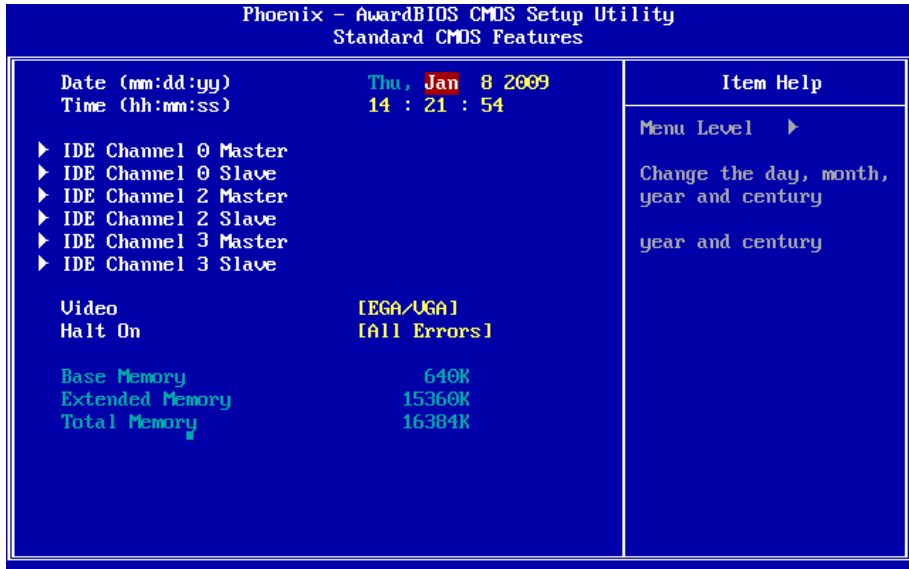 Phoenix - AwardBIOS CMOS Setup Utility
Standard CMOS Features
Date (mm:dd:yy) Thu, Jan 8 2009
Time (hh:mm:ss) 14 : 21 : 54
IDE Channel 0 Master
IDE Channel 0 Slave
IDE Channel 2 Master
IDE Channel 2 Slave
IDE Channel 3 Master
IDE Channel 3 Slave
Video [EGA/VGA]
Halt On [All Errors]
Base Memory 640K
Extended Memory 15360K
Total Memory 16384K
Item Help
Menu Level
Change the day, month,
year and century
year and century